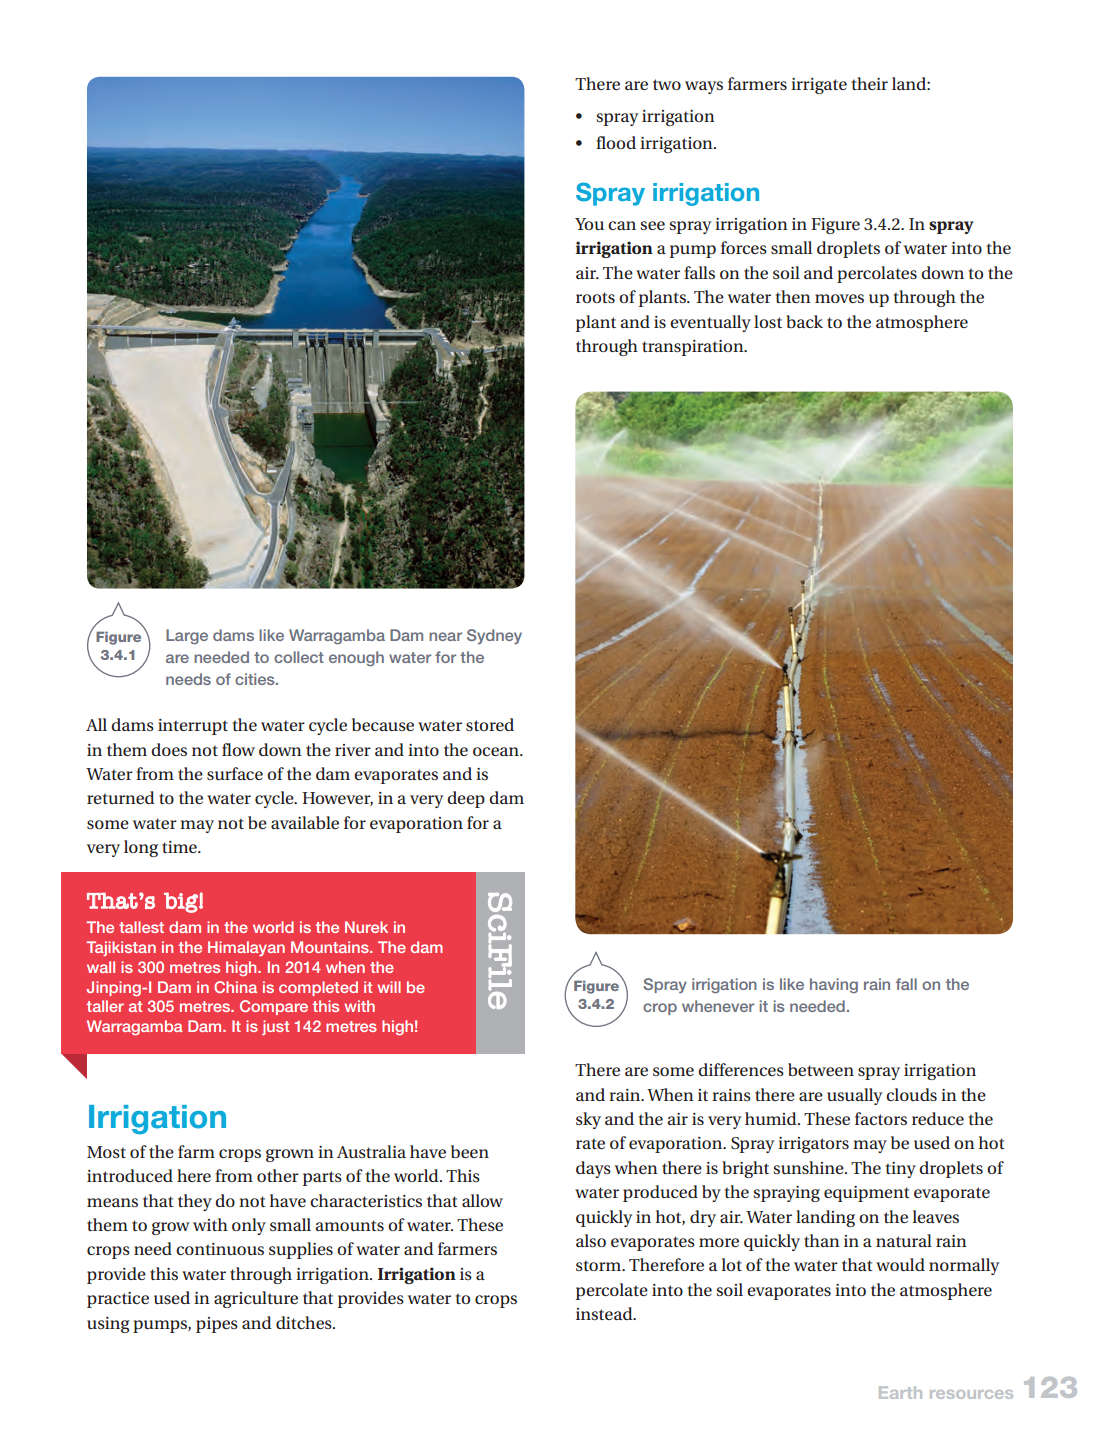 Figure
3.4.1
Large dams like Warragamba Dam near Sydney
are needed to collect enough water for the
needs of cities.
All dams interrupt the water cycle because water stored
in them does not flow down the river and into the ocean.
Water from the surface of the dam evaporates and is
returned to the water cycle. However, in a very deep dam
some water may not be available for evaporation for a
very long time.
That's big!
The tallest dam in the world is the Nurek in
Tajikistan in the Himalayan Mountains. The dam
wall is 300 metres high. In 2014 when the
Jinping-I Dam in China is completed it will be
taller at 305 metres. Compare this with
Warragamba Dam. It is just 142 metres high!
SciFile
Irrigation
Most of the farm crops grown in Australia have been
introduced here from other parts of the world. This
means that they do not have characteristics that allow
them to grow with only small amounts of water. These
crops need continuous supplies of water and farmers
provide this water through irrigation. Irrigation is a
practice used in agriculture that provides water to crops
using pumps, pipes and ditches.
There are two ways farmers irrigate their land:
• spray irrigation
• flood irrigation.
Spray irrigation
You can see spray irrigation in Figure 3.4.2. In spray
irrigation a pump forces small droplets of water into the
air. The water falls on the soil and percolates down to the
roots of plants. The water then moves up through the
plant and is eventually lost back to the atmosphere
through transpiration.
Figure
3.4.2
Spray irrigation is like having rain fall on the
crop whenever it is needed.
There are some differences between spray irrigation
and rain. When it rains there are usually clouds in the
sky and the air is very humid. These factors reduce the
rate of evaporation. Spray irrigators may be used on hot
days when there is bright sunshine. The tiny droplets of
water produced by the spraying equipment evaporate
quickly in hot, dry air. Water landing on the leaves
also evaporates more quickly than in a natural rain
storm. Therefore a lot of the water that would normally
percolate into the soil evaporates into the atmosphere
instead.
Earth resources 123